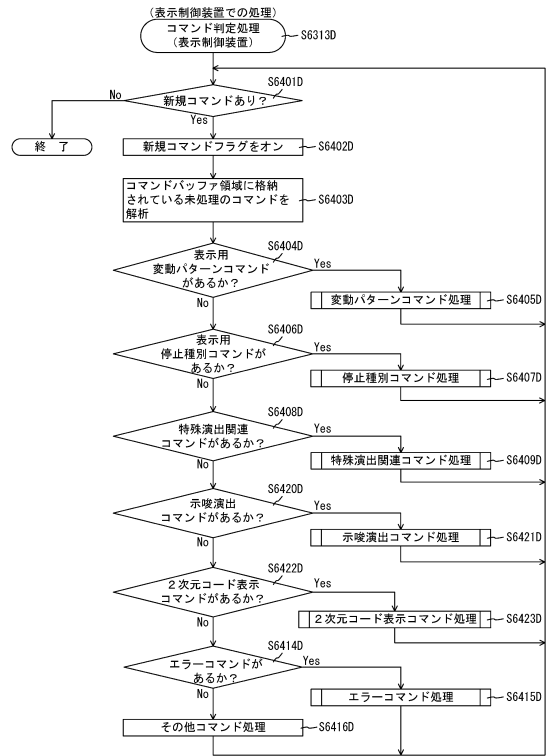 (表示制御装置での処理)
コマンド判定処理
(表示制御装置)
S6313D
S6401D
新規コマンドあり?
No
Yes
終 了
新規コマンドフラグをオン
S6402D
コマンドバッファ領域に格納
されている未処理のコマンドを
解析
S6403D
S6404D
表示用
変動パターンコマンド
があるか?
Yes
No
変動パターンコマンド処理
S6405D
S6406D
表示用
停止種別コマンドが
あるか?
Yes
No
停止種別コマンド処理
S6407D
S6408D
特殊演出関連
コマンドがあるか?
Yes
No
特殊演出関連コマンド処理
S6409D
S6420D
示唆演出
コマンドがあるか?
Yes
No
示唆演出コマンド処理
S6421D
S6422D
2次元コード表示
コマンドがあるか?
Yes
No
2次元コード表示コマンド処理
S6423D
S6414D
エラーコマンドが
あるか?
Yes
No
エラーコマンド処理
S6415D
その他コマンド処理
S6416D